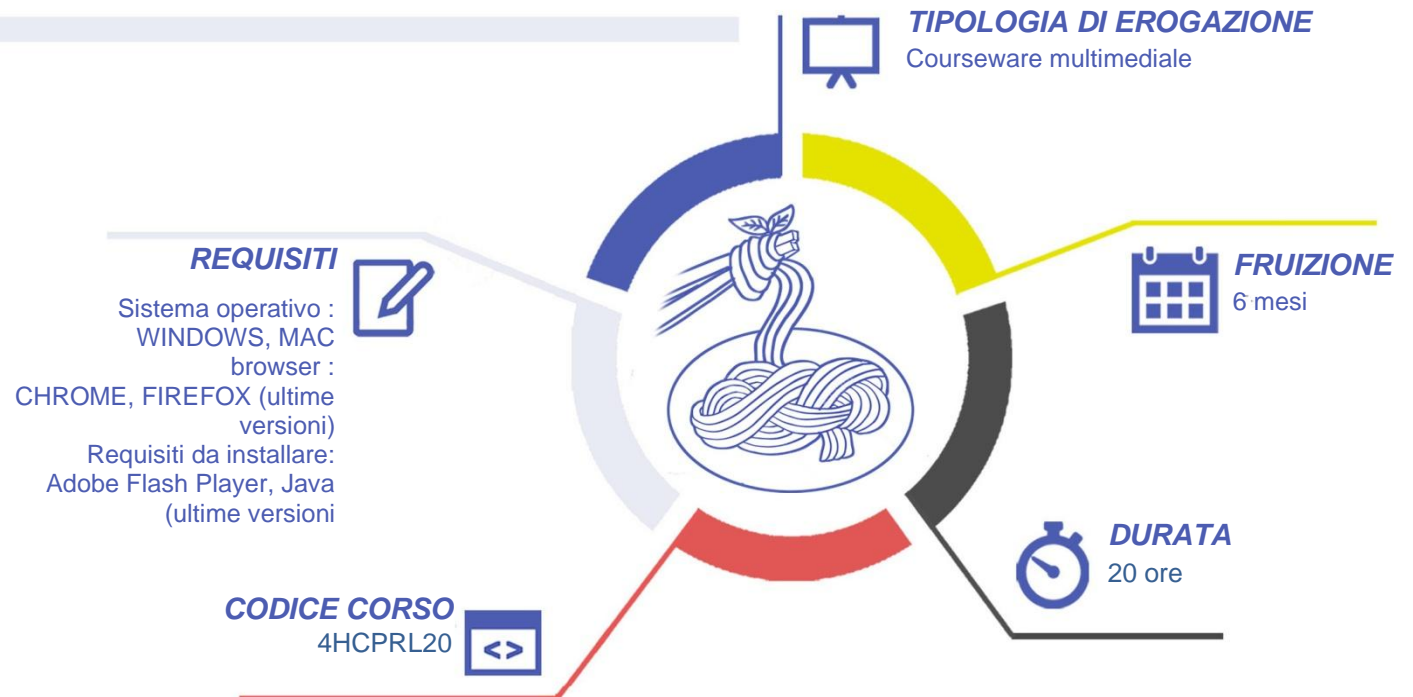 TIPOLOGIA DI EROGAZIONE
Courseware multimediale
REQUISITI
Sistema operativo :
WINDOWS, MAC
browser :
CHROME, FIREFOX (ultime
versioni)
Requisiti da installare:
Adobe Flash Player, Java
(ultime versioni
FRUIZIONE
6 mesi
DURATA
20 ore
CODICE CORSO
4HCPRL20
<>